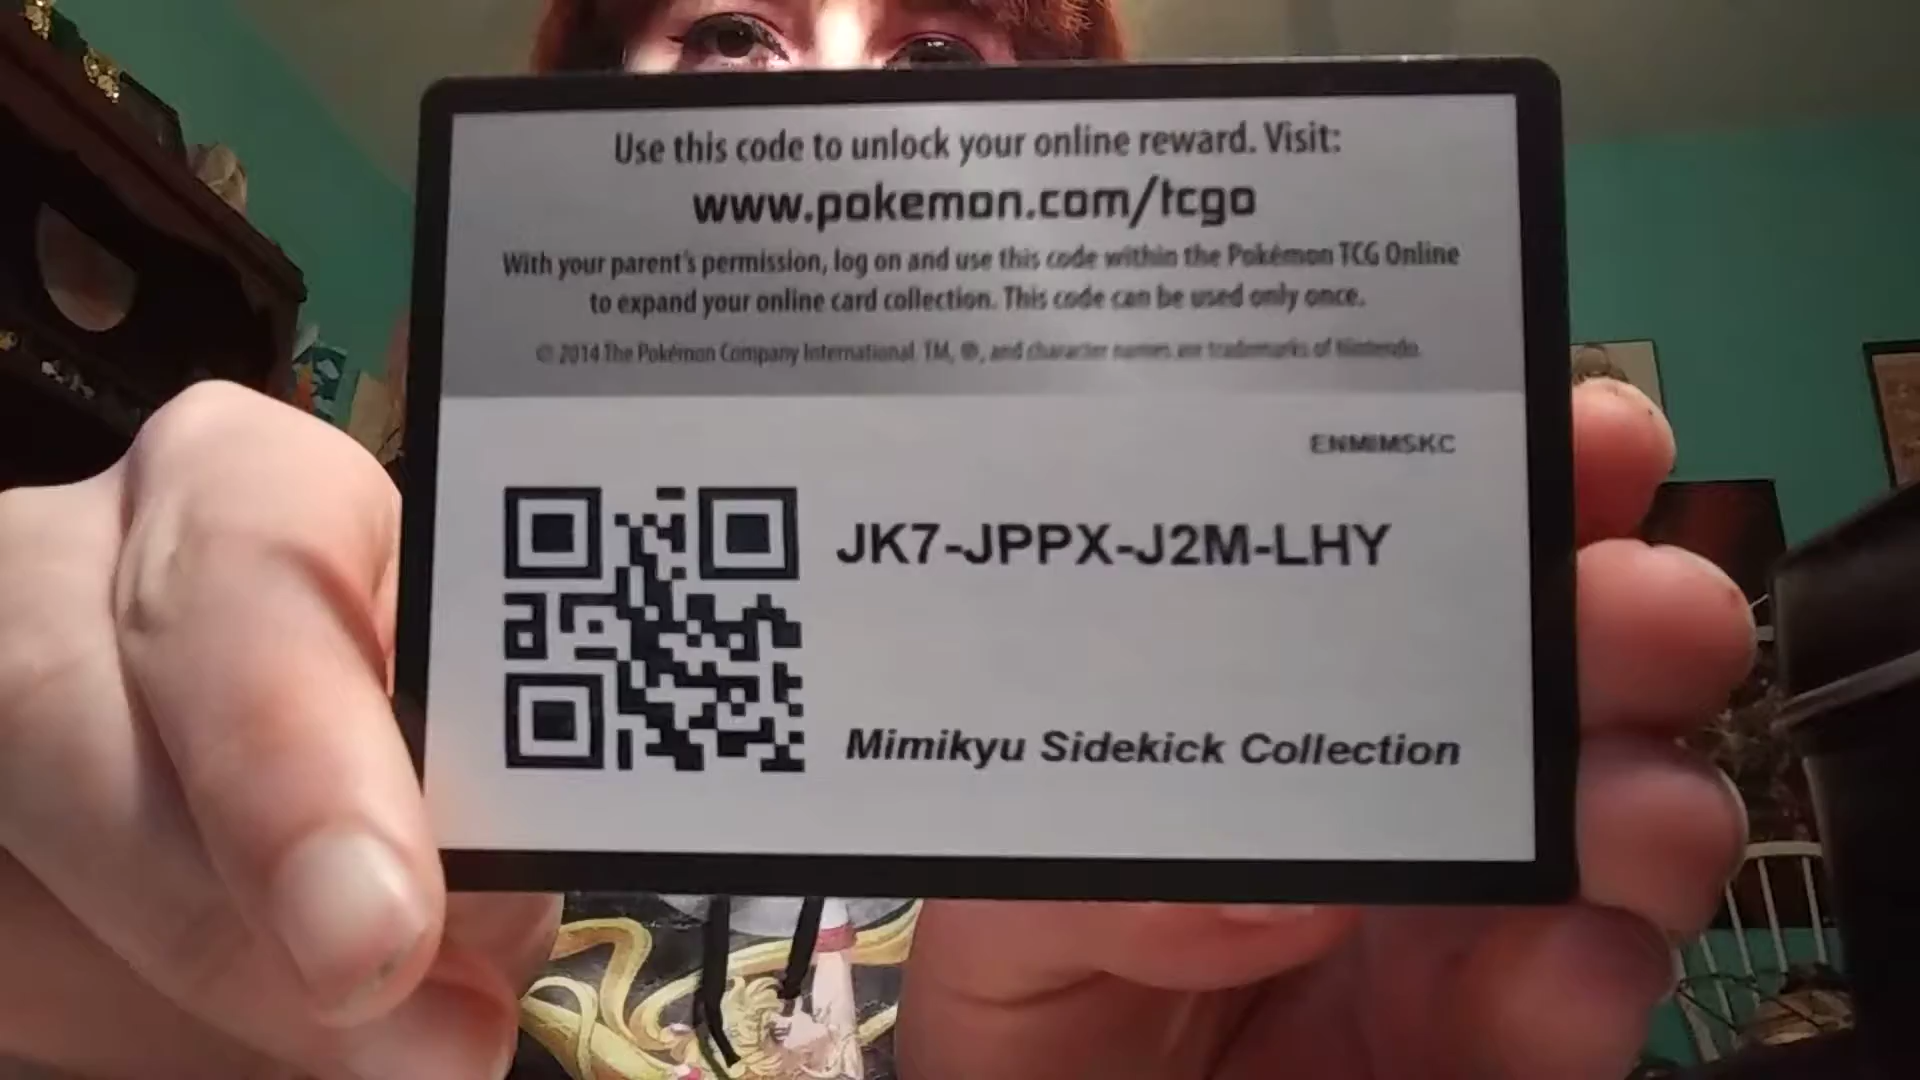 Use this code to unlock your online reward. Visit:
www.pokemon.com/tcgo
With your parent's permission, log on and use this code within the Pokémon TCG Online
to expand your online card collection. This code can be used only once.
© 2014 The Pokémon Company International. TM, ®, and character names are trademarks of Nintendo.
ENMIMSKC
JK7-JPPX-J2M-LHY
Mimikyu Sidekick Collection